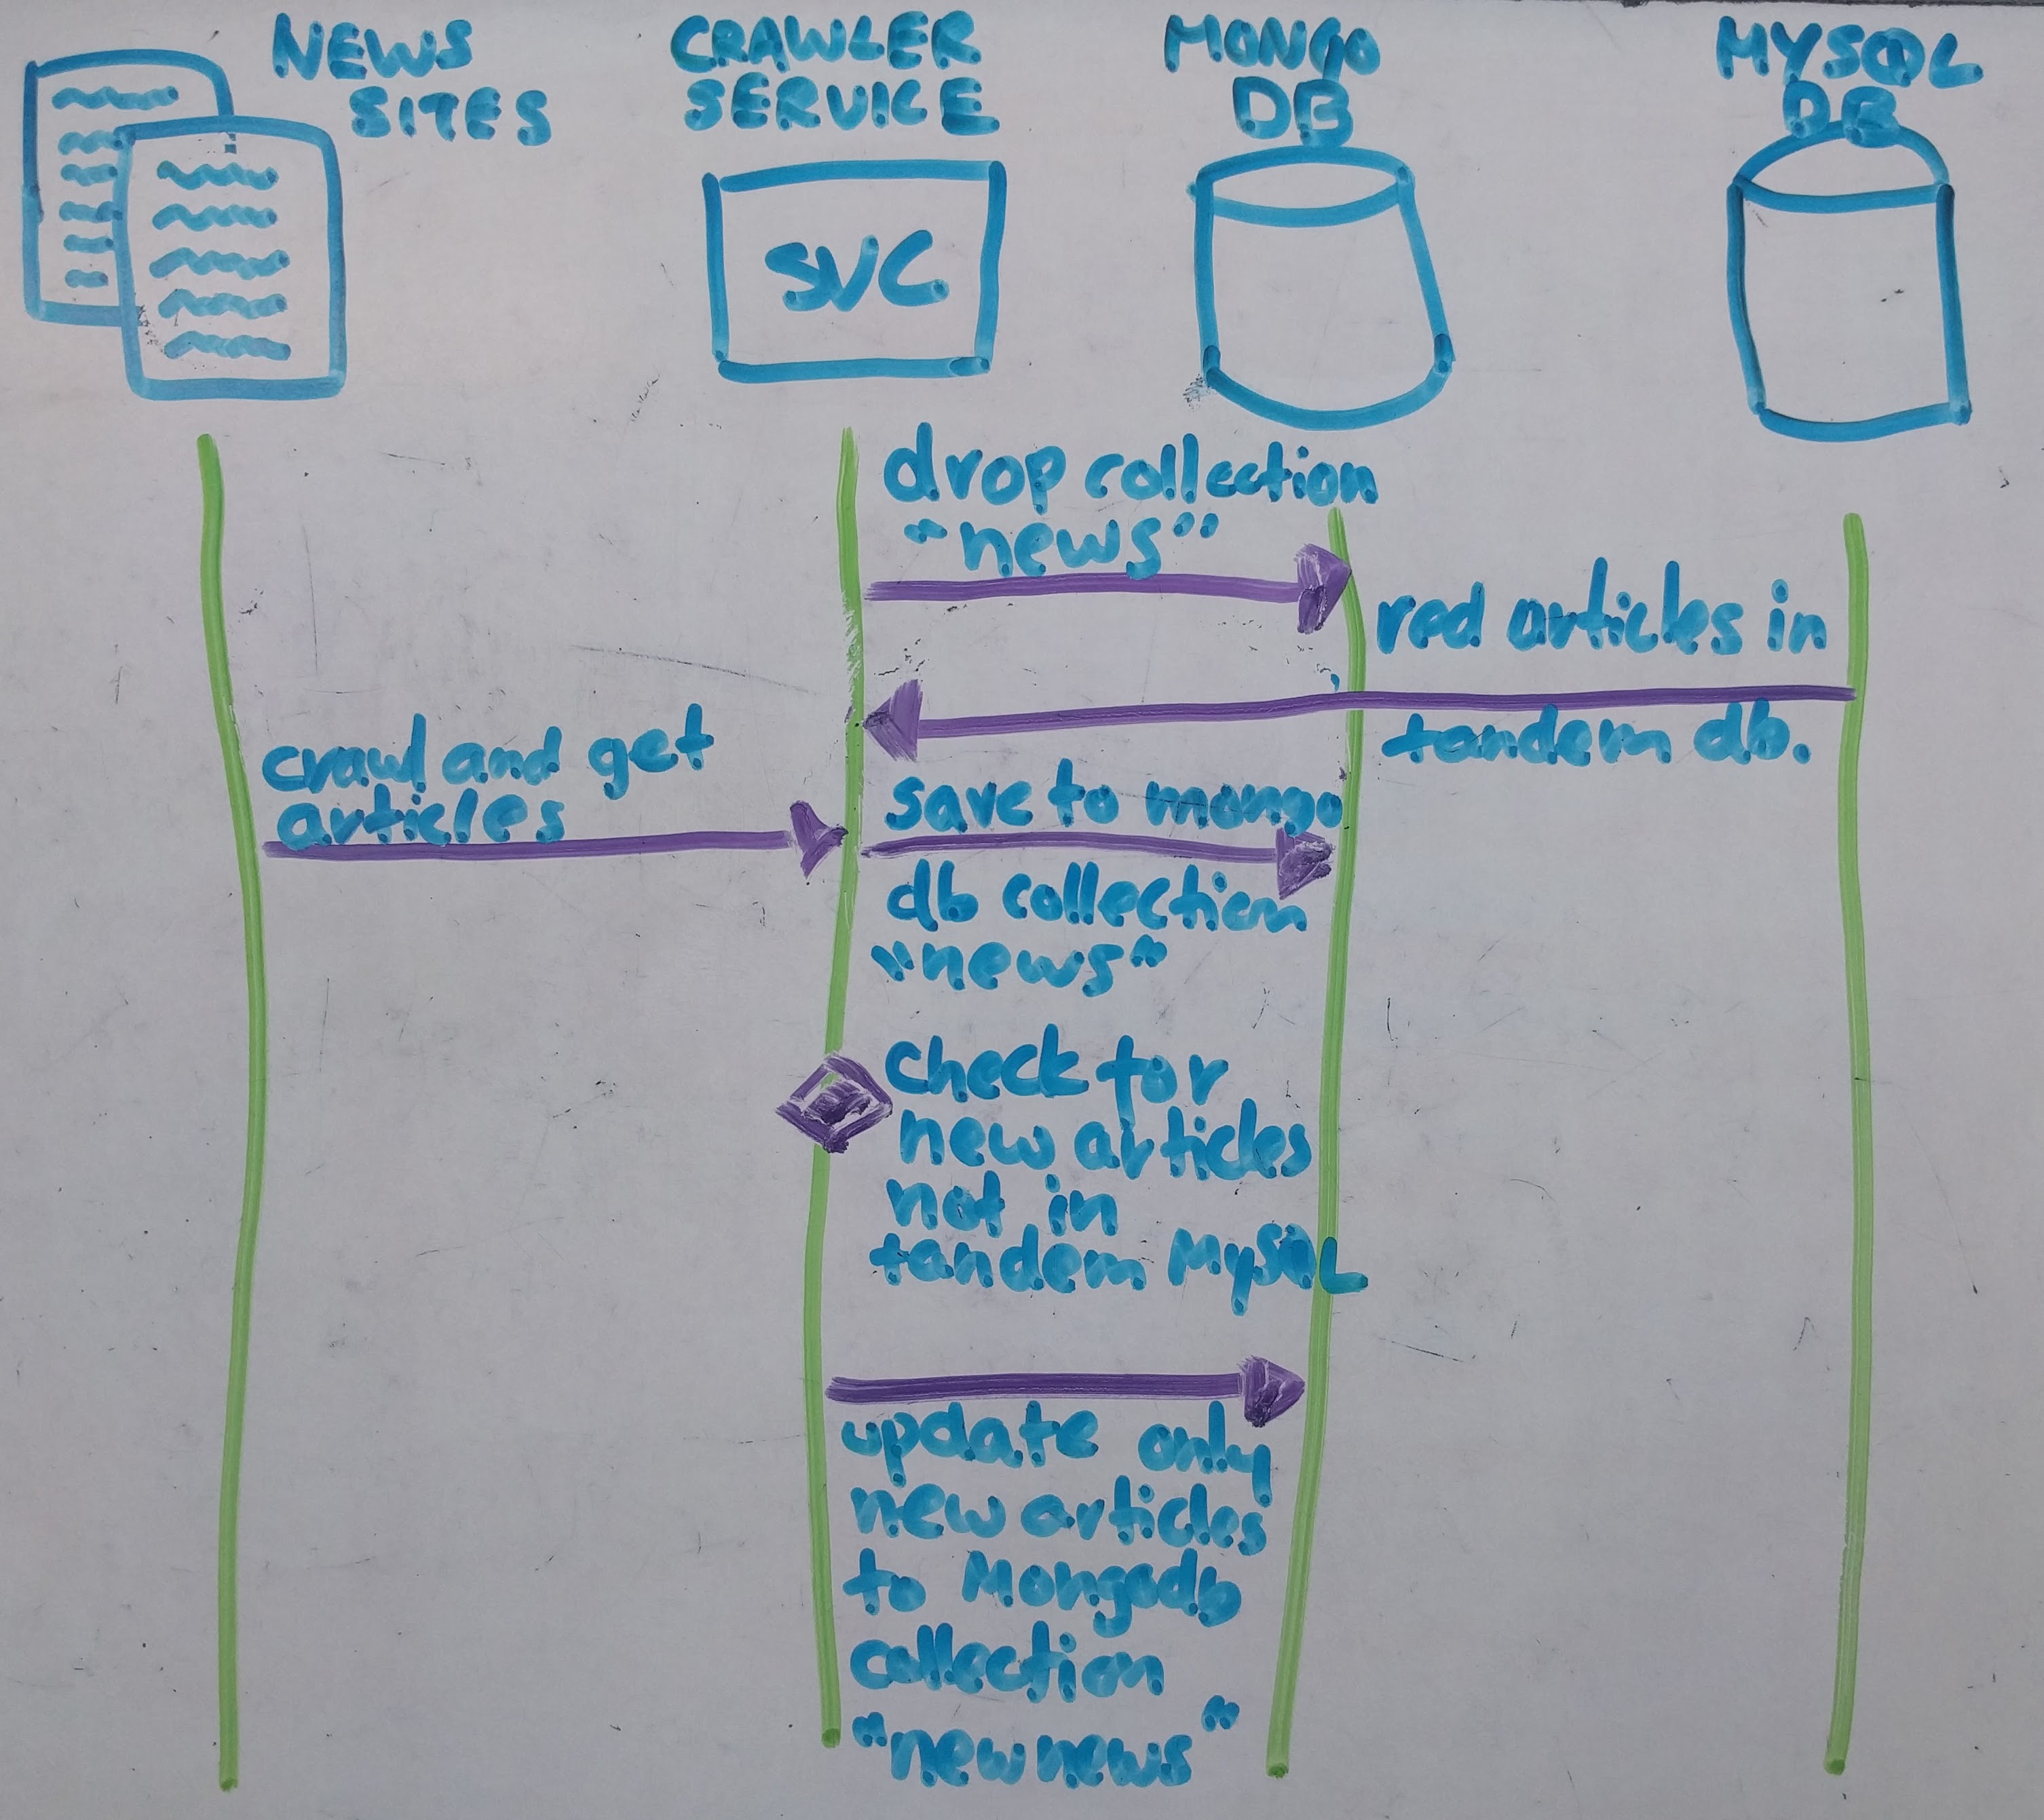 NEWS
SITES
CRAWLER
SERVICE
MONGO
DB
MYSQL
DB
SVC
drop collection
"news"
red articles in
tandem db.
crawl and get
articles
save to mongo
db collection
"news"
check for
new articles
not in
tandem MySQL
update only
new articles
to Mongodb
collection
"newnews"